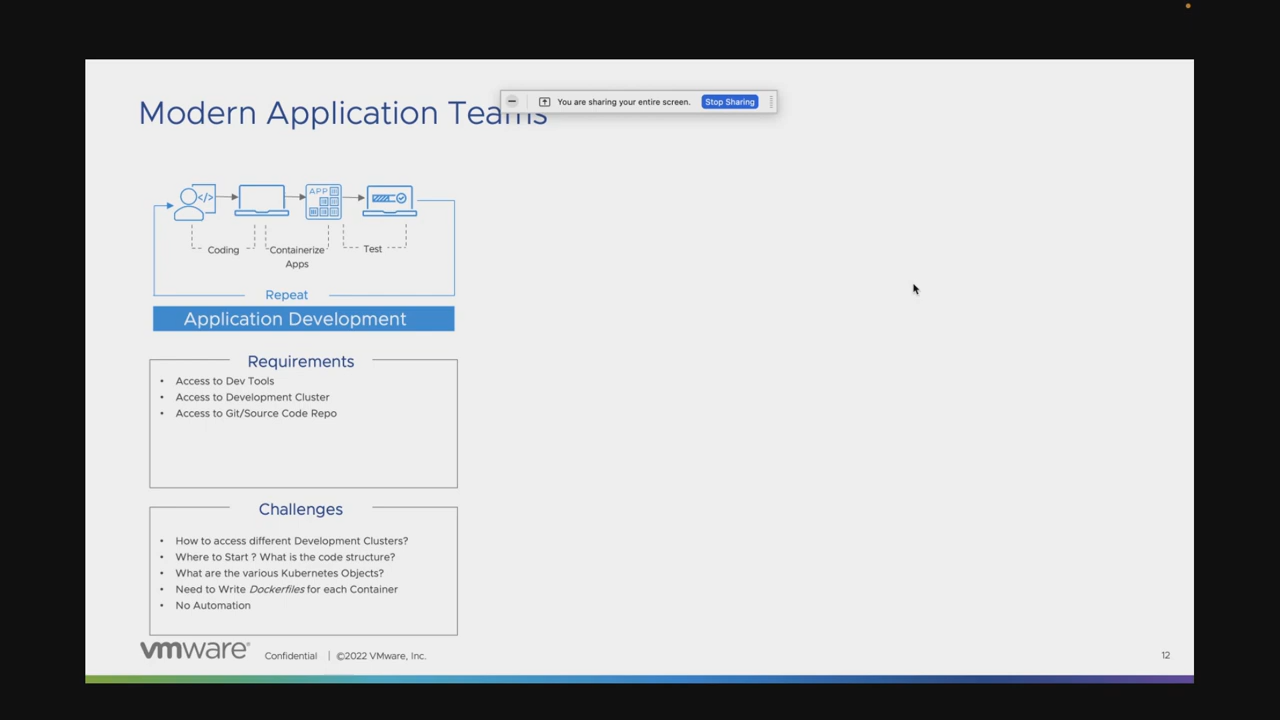 Modern Application Teams
You are sharing your entire screen.
Stop Sharing
</>
APP
Coding
Containerize
Apps
Test
Repeat
Application Development
Requirements
• Access to Dev Tools
• Access to Development Cluster
• Access to Git/Source Code Repo
Challenges
• How to access different Development Clusters?
• Where to Start ? What is the code structure?
• What are the various Kubernetes Objects?
• Need to Write Dockerfiles for each Container
• No Automation
vmware®
Confidential | ©2022 VMware, Inc.
12